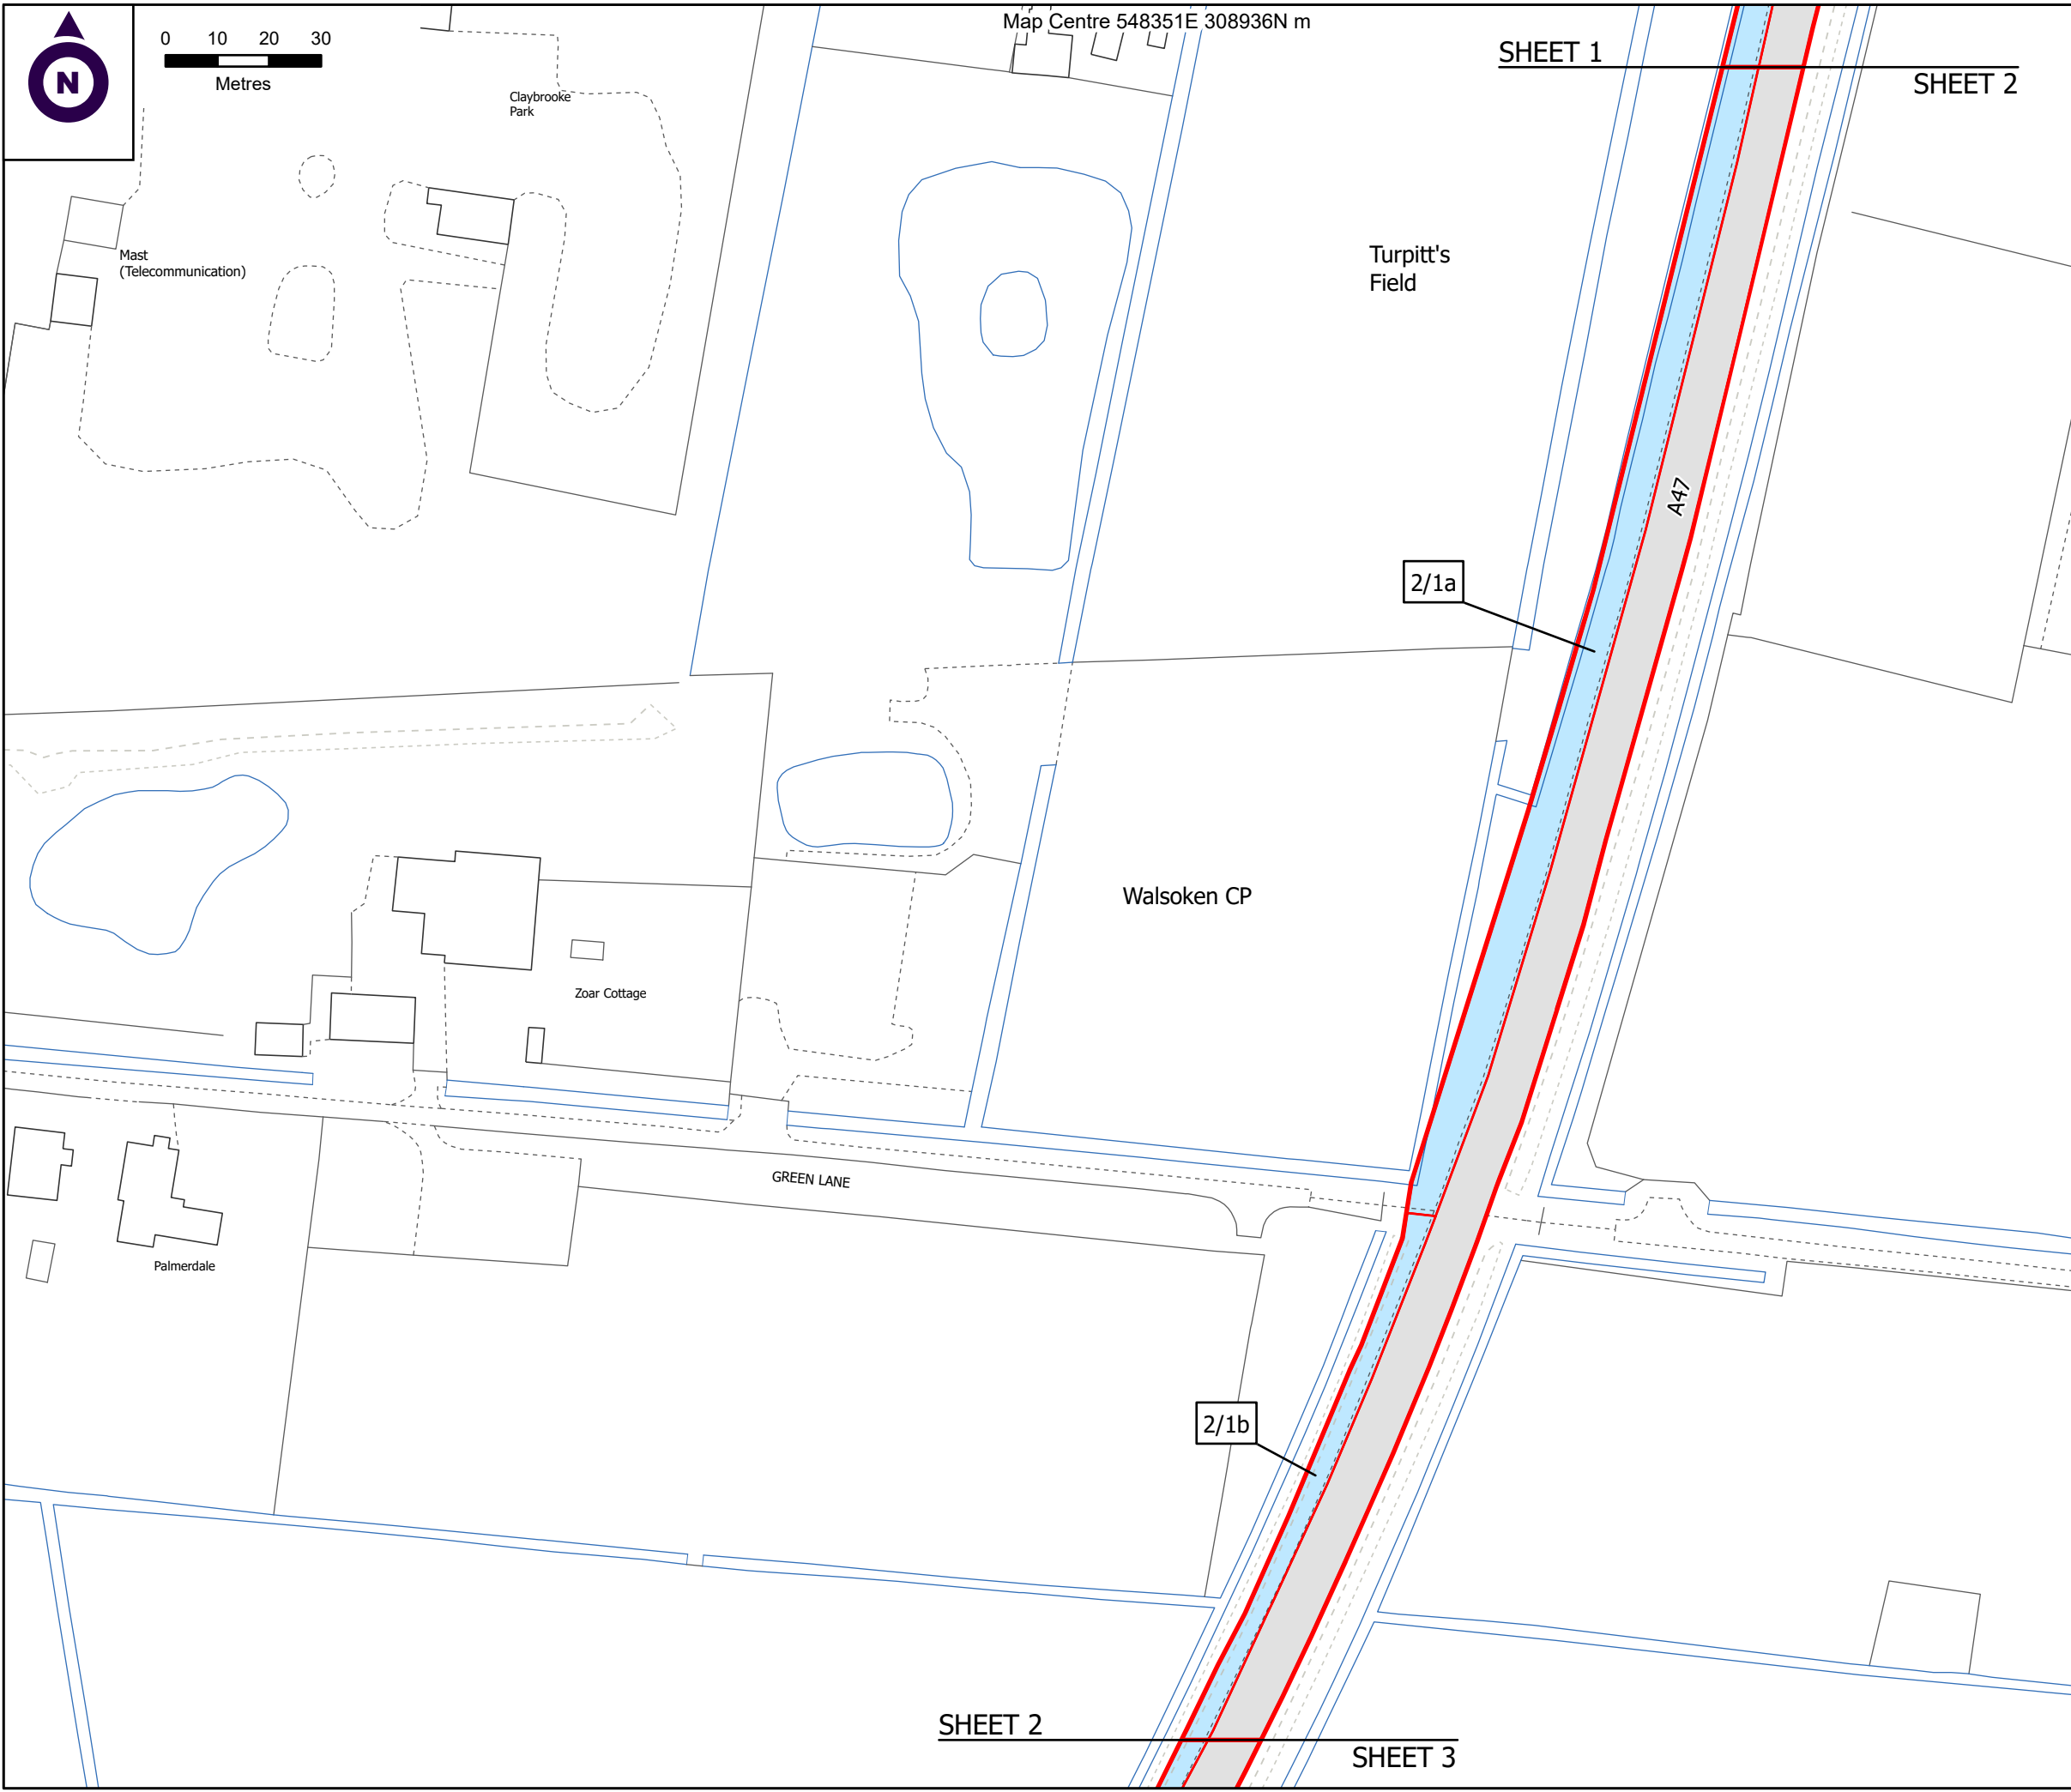 Map Centre 548351E 308936N m
N
0 10 20 30
Metres
SHEET 1
SHEET 2
Claybrooke
Park
Mast
(Telecommunication)
Turpitt's
Field
A47
2/1a
Walsoken CP
Zoar Cottage
GREEN LANE
Palmerdale
2/1b
SHEET 2
SHEET 3